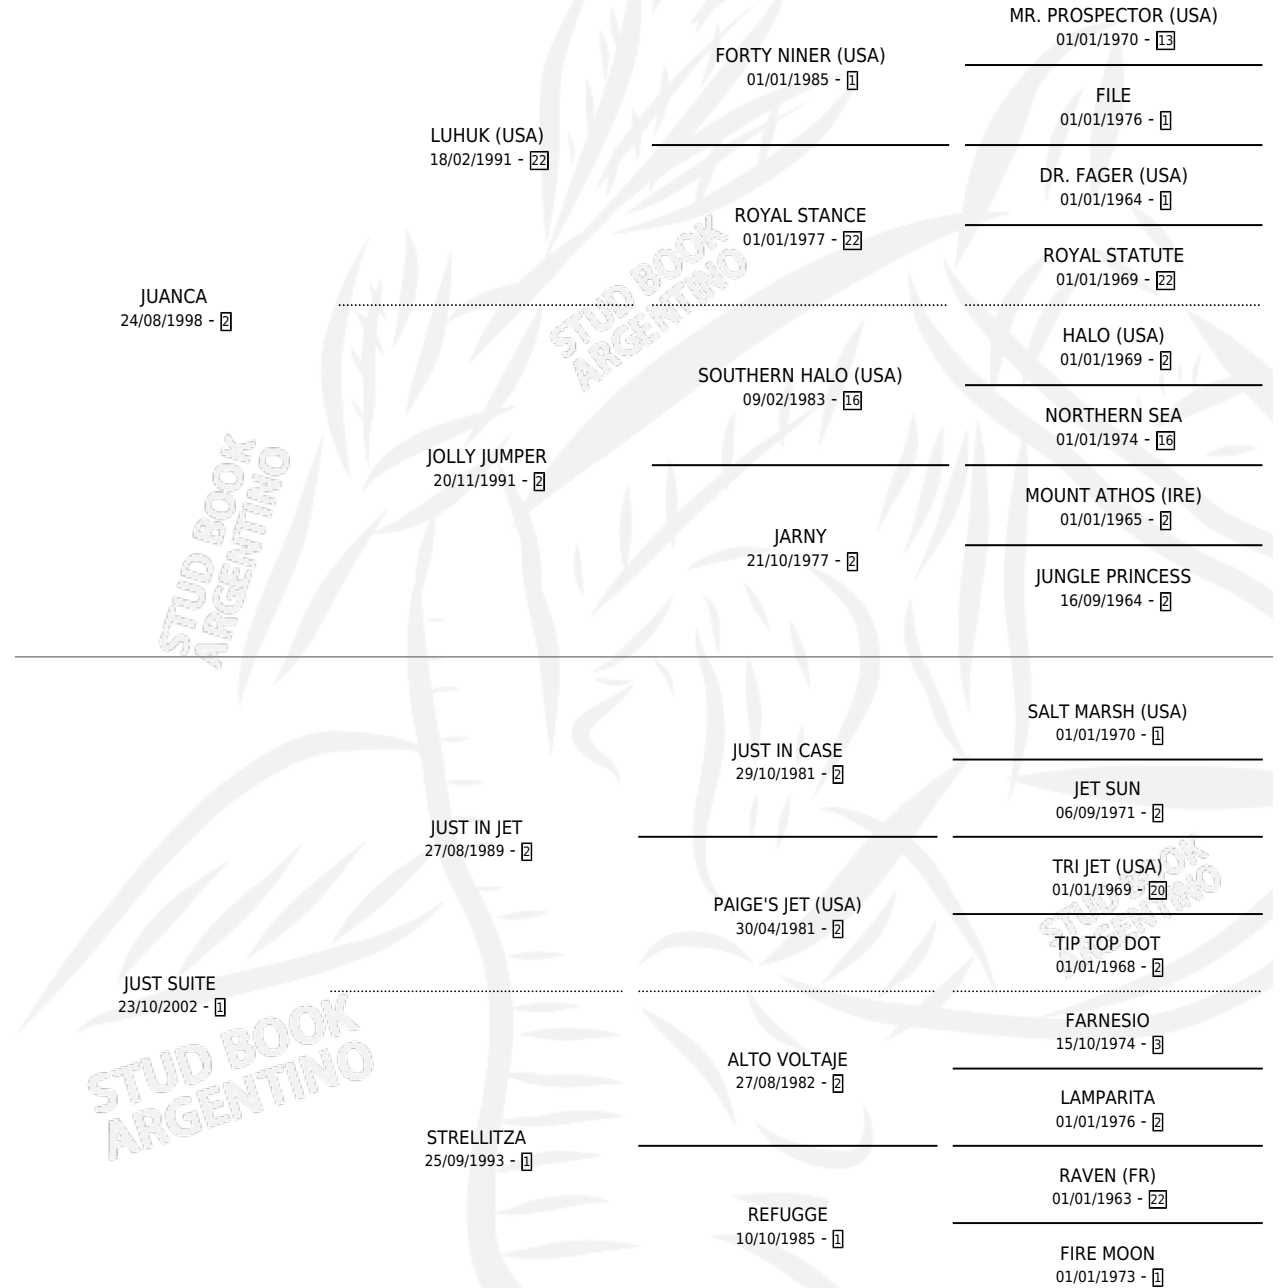 MR. PROSPECTOR (USA)
01/01/1970 - 13
FORTY NINER (USA)
01/01/1985 - 1
FILE
01/01/1976 - 1
LUHUK (USA)
18/02/1991 - 22
DR. FAGER (USA)
01/01/1964 - 1
ROYAL STANCE
01/01/1977 - 22
ROYAL STATUTE
01/01/1969 - 22
JUANCA
24/08/1998 - 2
STUD BOOK
ARGENTINO
HALO (USA)
01/01/1969 - 2
SOUTHERN HALO (USA)
09/02/1983 - 16
NORTHERN SEA
01/01/1974 - 16
JOLLY JUMPER
20/11/1991 - 2
MOUNT ATHOS (IRE)
01/01/1965 - 2
JARNY
21/10/1977 - 2
JUNGLE PRINCESS
16/09/1964 - 2
STUD BOOK
ARGENTINO
SALT MARSH (USA)
01/01/1970 - 1
JUST IN CASE
29/10/1981 - 2
JET SUN
06/09/1971 - 2
JUST IN JET
27/08/1989 - 2
TRI JET (USA)
01/01/1969 - 20
PAIGE'S JET (USA)
30/04/1981 - 2
STUD BOOK
ARGENTINO
TIP TOP DOT
01/01/1968 - 2
JUST SUITE
23/10/2002 - 1
STUD BOOK
ARGENTINO
FARNESIO
15/10/1974 - 3
ALTO VOLTAJE
27/08/1982 - 2
LAMPARITA
01/01/1976 - 2
STRELLITZA
25/09/1993 - 1
RAVEN (FR)
01/01/1963 - 22
REFUGGE
10/10/1985 - 1
FIRE MOON
01/01/1973 - 1